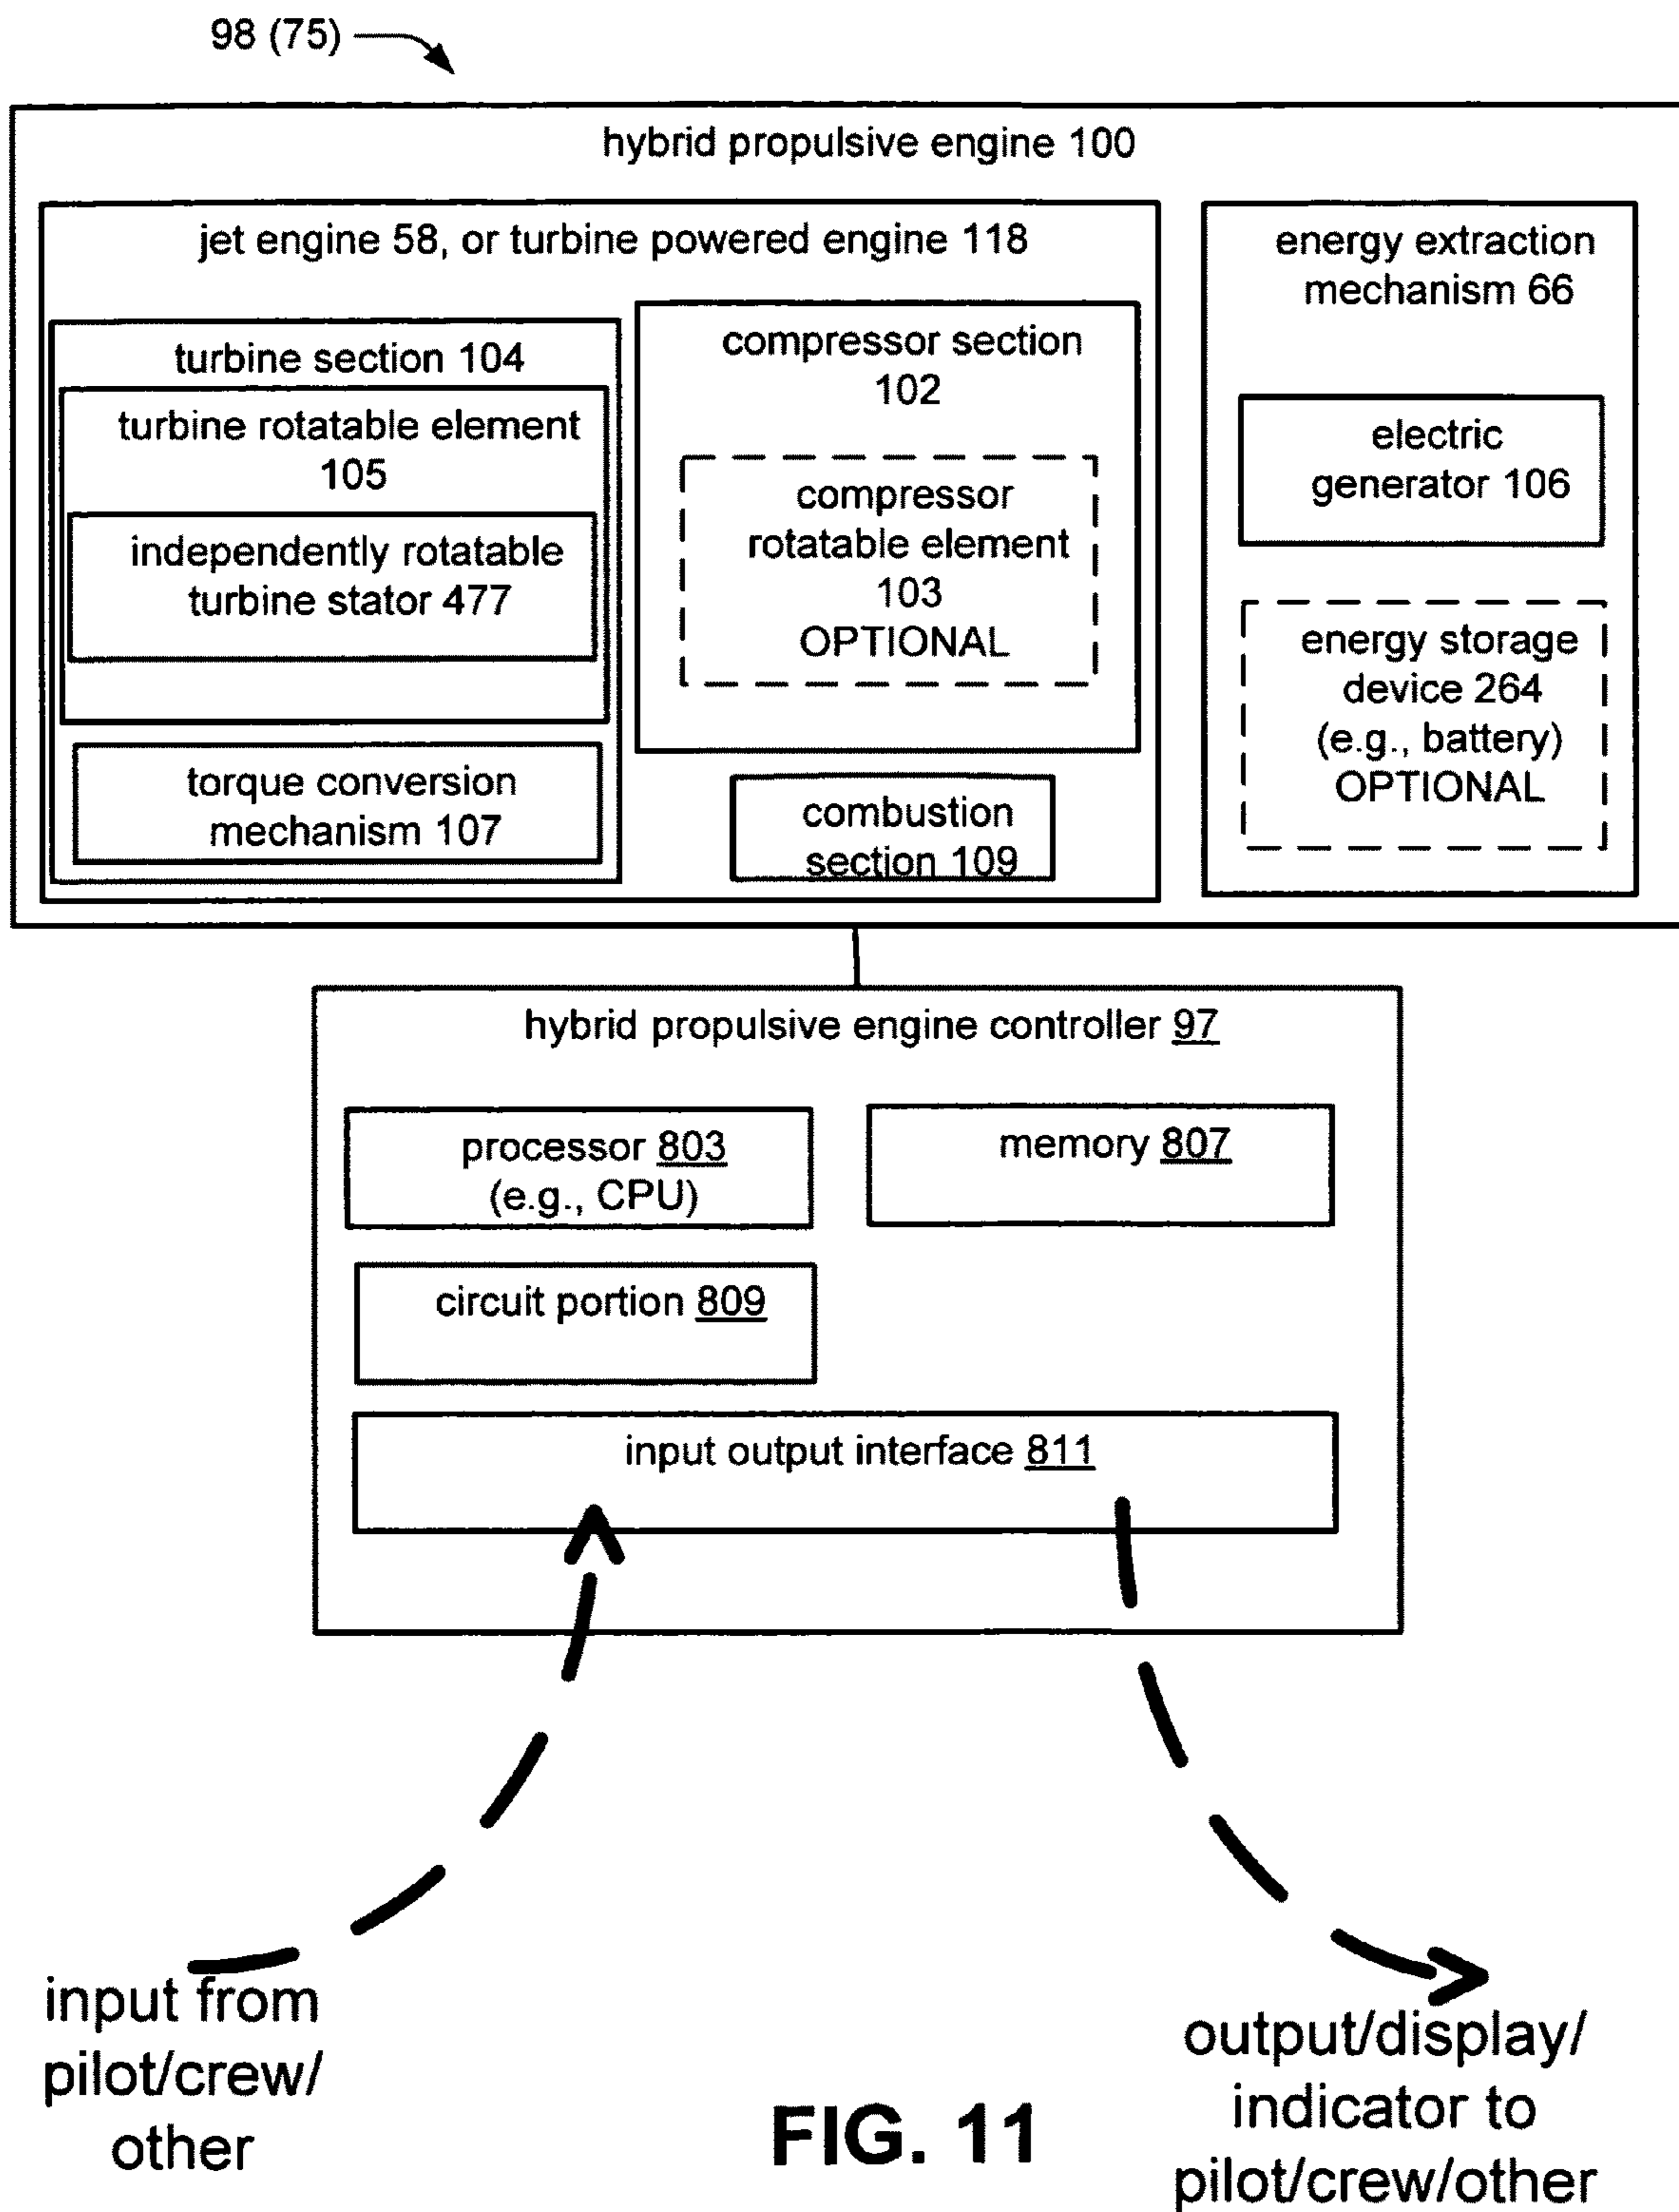 98 (75)
hybrid propulsive engine 100
jet engine 58, or turbine powered engine 118
turbine section 104
turbine rotatable element
105
independently rotatable
turbine stator 477
torque conversion
mechanism 107
compressor section
102
compressor
rotatable element
103
OPTIONAL
combustion
section 109
energy extraction
mechanism 66
electric
generator 106
energy storage
device 264
(e.g., battery)
OPTIONAL
hybrid propulsive engine controller 97
processor 803
(e.g., CPU)
memory 807
circuit portion 809
input output interface 811
input from
pilot/crew/
other
output/display/
indicator to
pilot/crew/other
FIG. 11